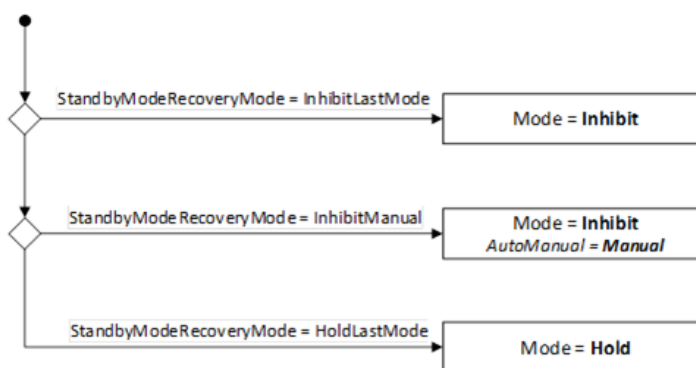 StandbyModeRecoveryMode = InhibitLastMode
Mode = Inhibit
StandbyModeRecoveryMode = InhibitManual
Mode = Inhibit
AutoManual = Manual
StandbyModeRecoveryMode = HoldLastMode
Mode = Hold